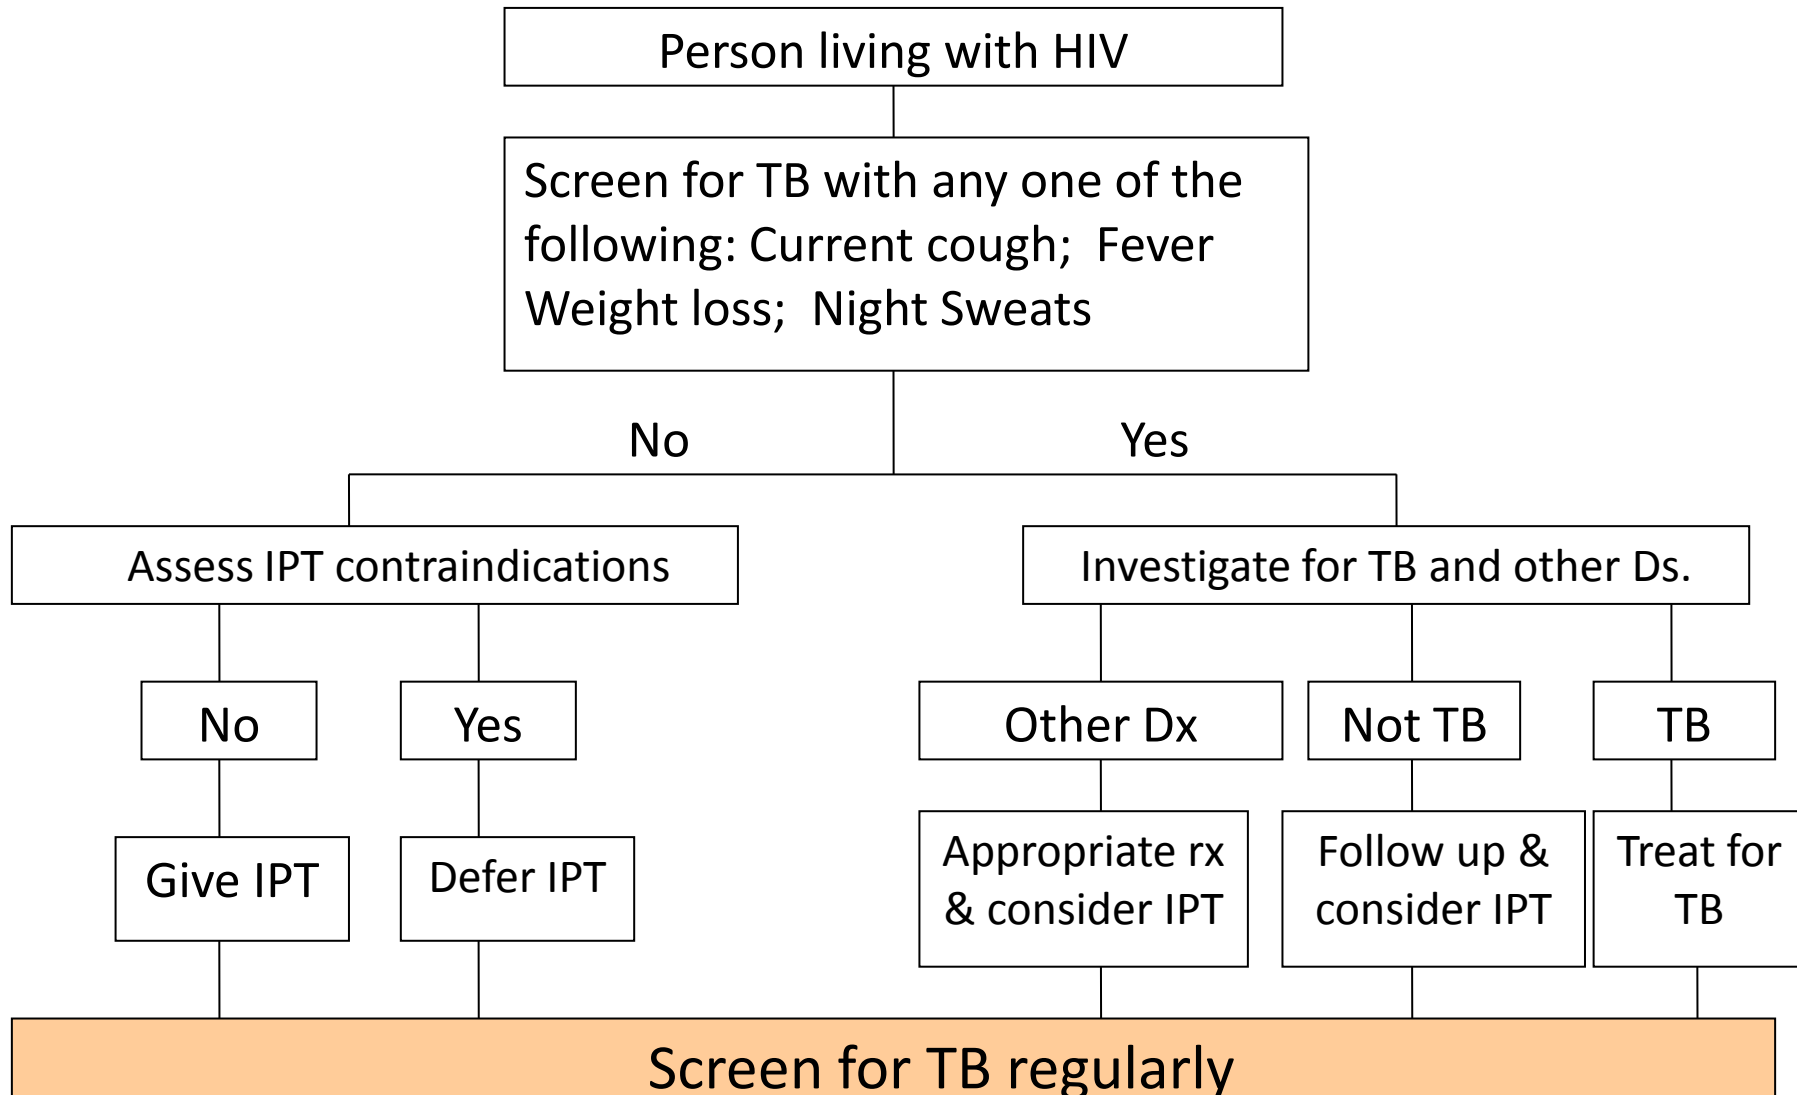 Person living with HIV
Screen for TB with any one of the
following: Current cough;  Fever
Weight loss;  Night Sweats
No
Yes
Assess IPT contraindications
Investigate for TB and other Ds.
No
Yes
Other Dx
Not TB
TB
Give IPT
Defer IPT
Appropriate rx
& consider IPT
Follow up &
consider IPT
Treat for
TB
Screen for TB regularly